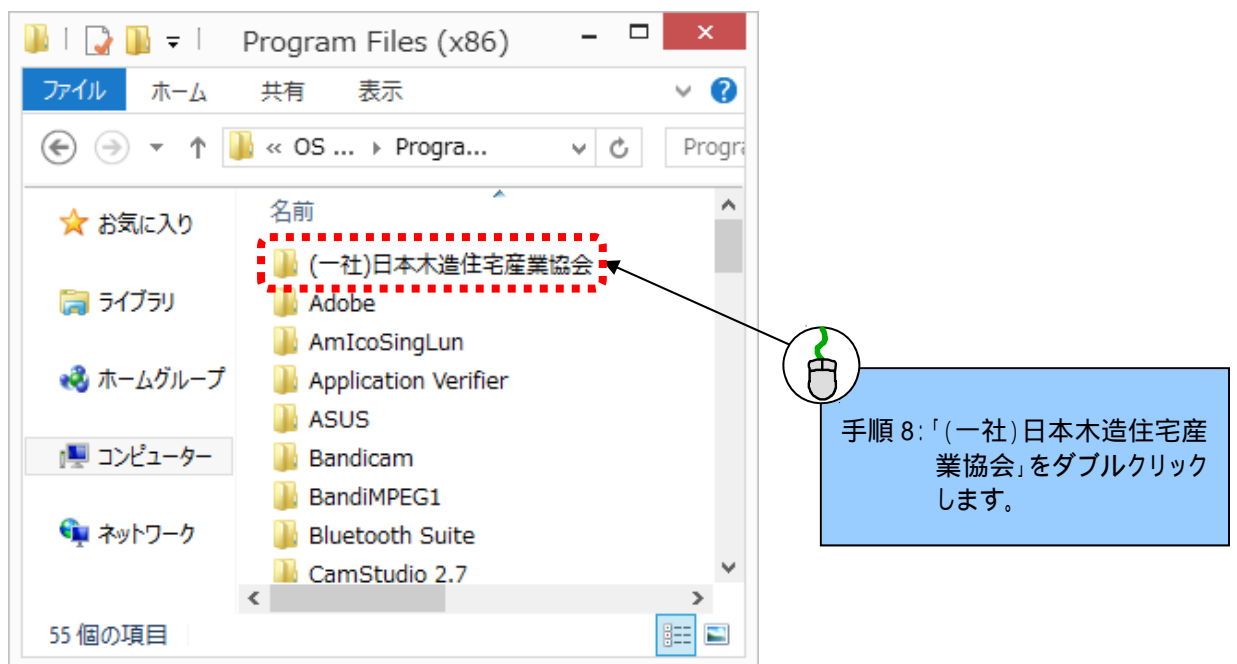 Program Files (x86)
ファイル ホーム 共有 表示
« OS ... Progra... Progra
名前
お気に入り
ライブラリ
ホームグループ
コンピューター
ネットワーク
(一社)日本木造住宅産業協会
Adobe
AmIcoSingLun
Application Verifier
ASUS
Bandicam
BandiMPEG1
Bluetooth Suite
CamStudio 2.7
55 個の項目
手順 8:「(一社)日本木造住宅産
業協会」をダブルクリック
します。